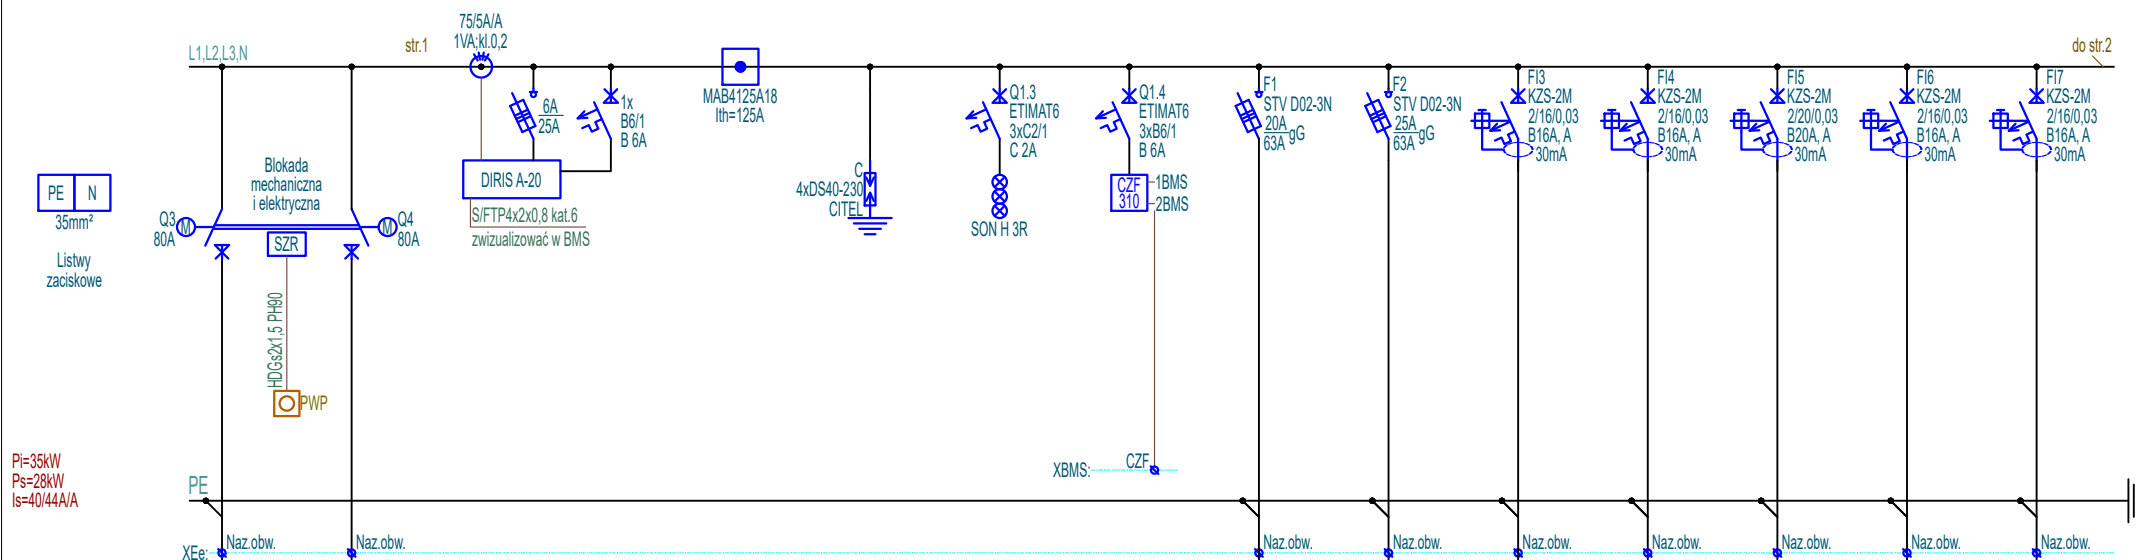 75/5A/A
1VA;kl.0,2
str.1
do str.2
L1,L2,L3,N
6A
25A
1x
B6/1
B 6A
MAB4125A18
Ith=125A
Q1.3
ETIMAT6
3xC2/1
C 2A
Q1.4
ETIMAT6
3xB6/1
B 6A
F1
STV D02-3N
20A
63A
gG
F2
STV D02-3N
25A
63A
gG
FI3
KZS-2M
2/16/0,03
B16A, A
30mA
FI4
KZS-2M
2/16/0,03
B16A, A
30mA
FI5
KZS-2M
2/20/0,03
B20A, A
30mA
FI6
KZS-2M
2/16/0,03
B16A, A
30mA
FI7
KZS-2M
2/16/0,03
B16A, A
30mA
PE N
35mm²
Listwy
zaciskowe
Blokada
mechaniczna
i elektryczna
Q3
80A
M
SZR
M
Q4
80A
DIRIS A-20
S/FTP4x2x0,8 kat.6
zwizualizować w BMS
C
4xDS40-230
CITEL
SON H 3R
CZF
310
1BMS
2BMS
HDGs2x1,5 PH90
PWP
XBMS:
CZF
Pi=35kW
Ps=28kW
Is=40/44A/A
PE
XEe:
Naz.obw.
Naz.obw.
Naz.obw.
Naz.obw.
Naz.obw.
Naz.obw.
Naz.obw.
Naz.obw.
Naz.obw.